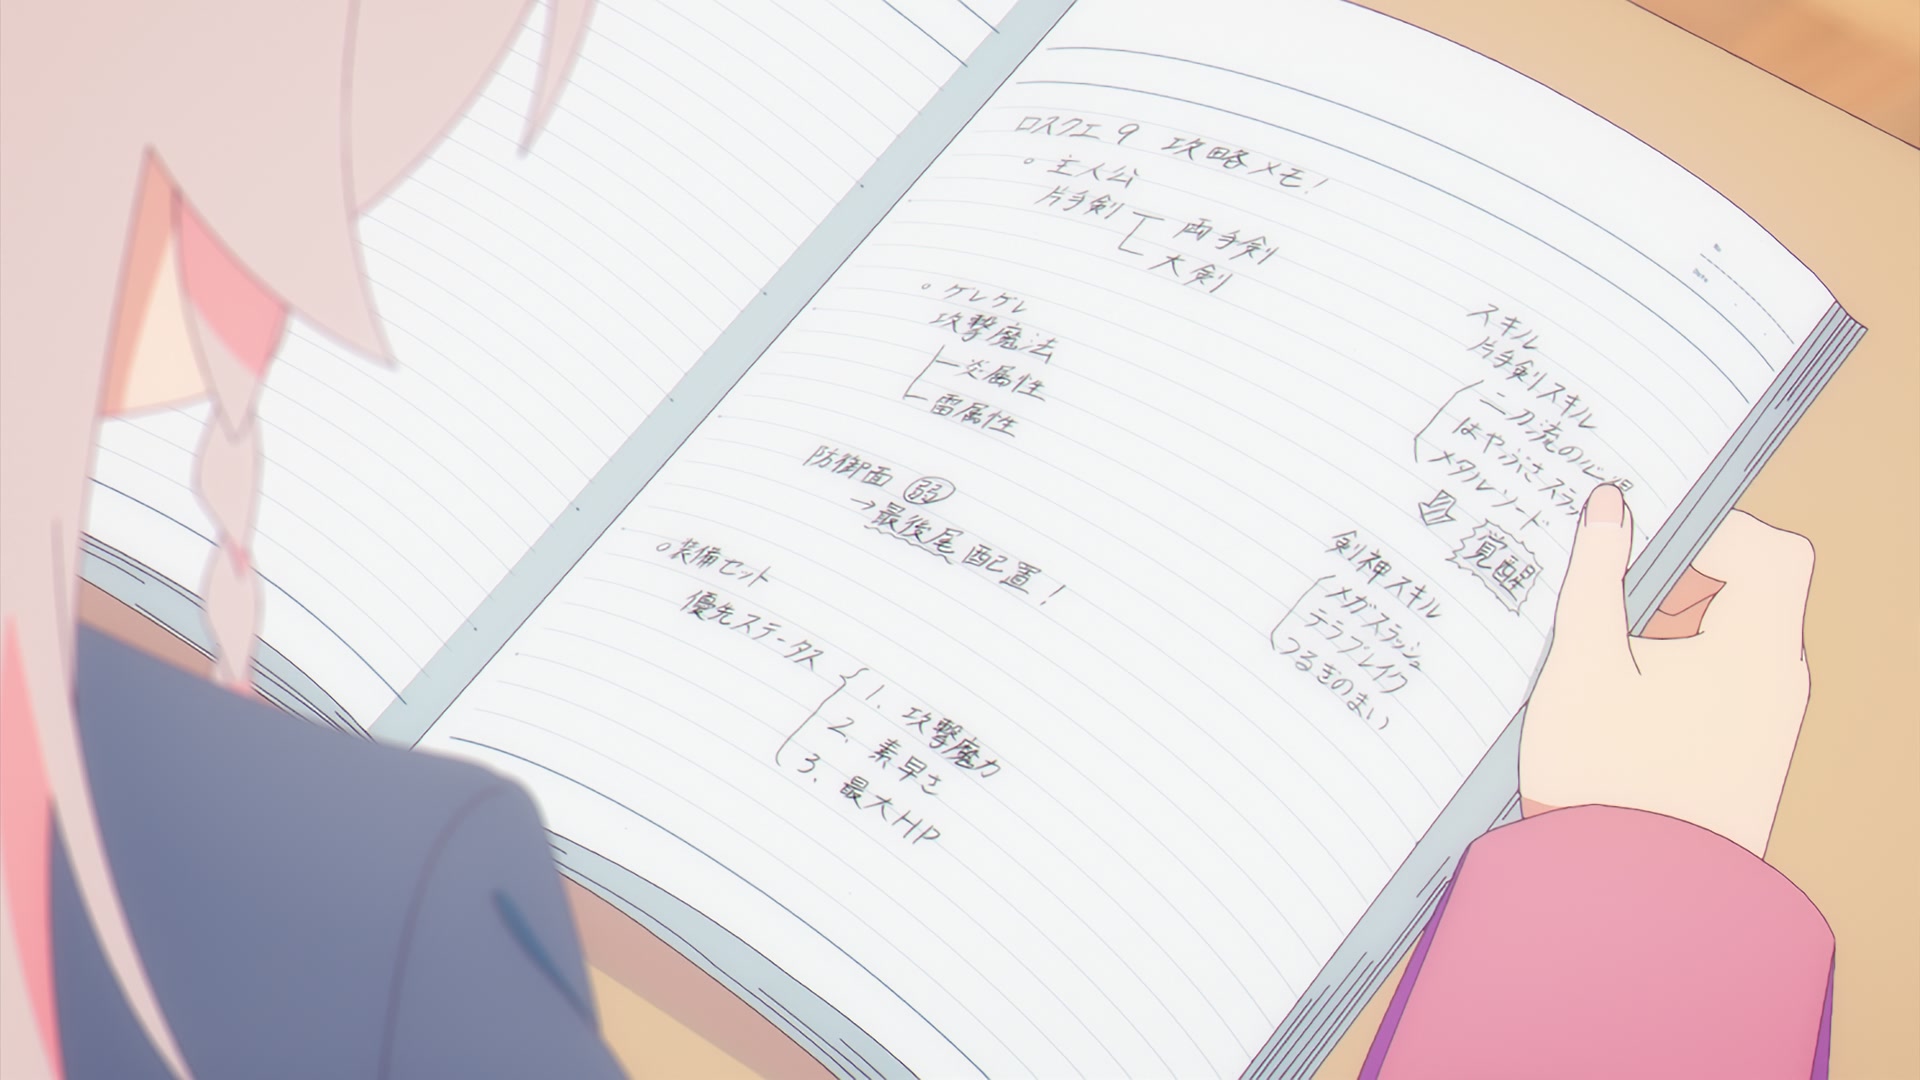 ロスクエ9 攻略メモ!
○主人公
片手剣
両手剣
大剣
○ゲレゲレ
攻撃魔法
炎属性
雷属性
防御面 弱
→最後尾配置!
○装備セット
優先ステータス
1. 攻撃魔力
2. 素早さ
3. 最大HP
スキル
片手剣スキル
二刀流の心得
はやぶさスラッ
メタルソード
覚醒
剣神スキル
メガスラッシュ
テラブレイク
つるぎのまい
No.
Date